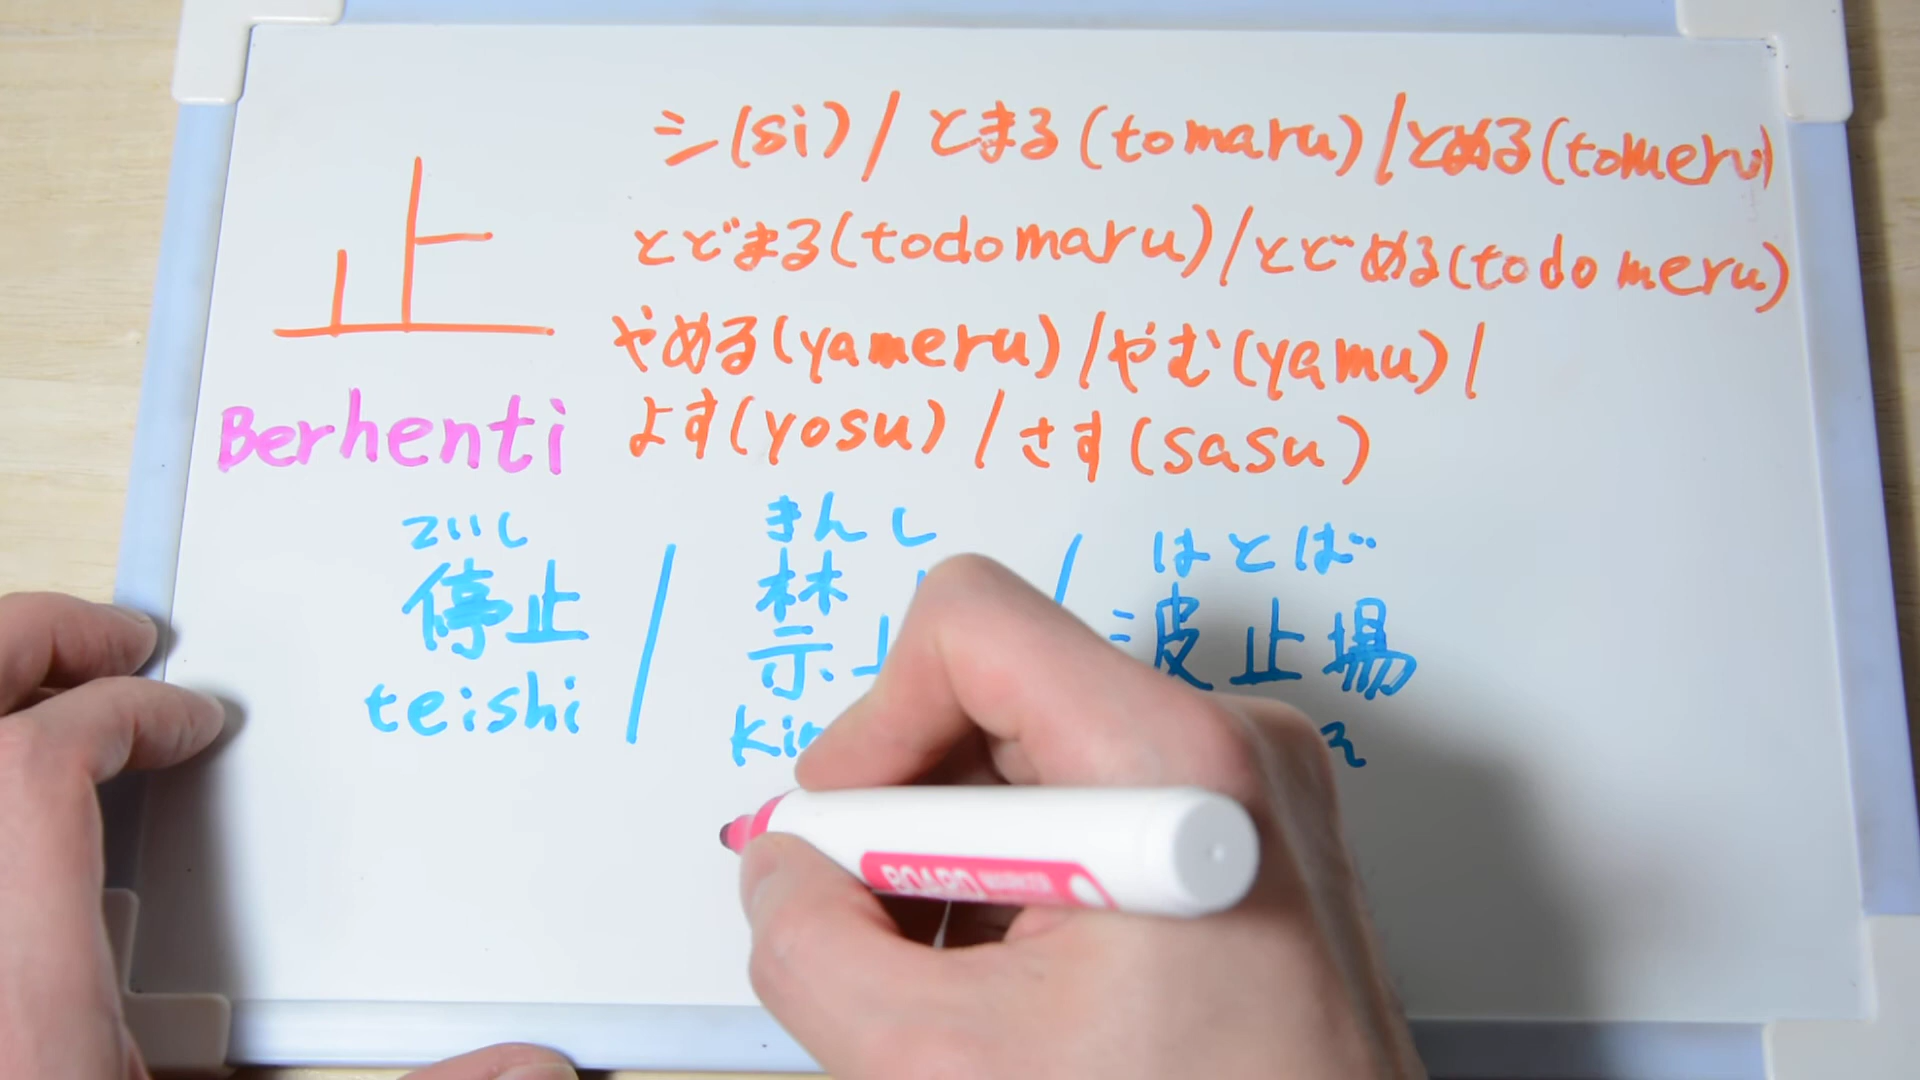 止
シ(si)/とまる(tomaru)/とめる(tomeru)
とどまる(todomaru)/とどめる(todomeru)
やめる(yameru)/やむ(yamu)/
Berhenti
よす(yosu)/さす(sasu)
ていし / きんし / はとば
停止 / 禁 / 波止場
teishi
BOARD MARKER